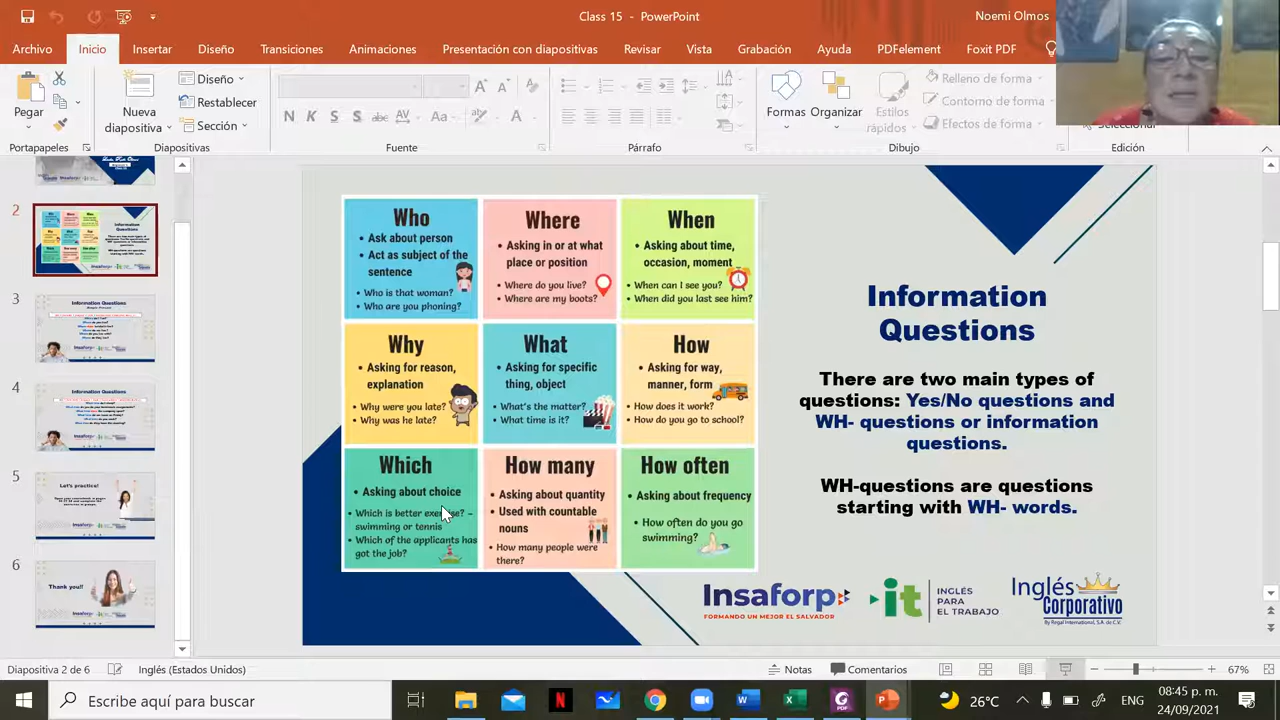 Class 15 - PowerPoint
Noemi Olmos
Archivo Inicio Insertar Diseño Transiciones Animaciones Presentación con diapositivas Revisar Vista Grabación Ayuda PDFelement Foxit PDF
Pegar
Nueva
diapositiva
Diseño
Restablecer
Sección
N K S S AV Aa A
Formas
Organizar
Estilos
rápidos
Relleno de forma
Contorno de forma
Efectos de forma
Seleccionar
Portapapeles Diapositivas Fuente Párrafo Dibujo Edición
2
3
Information Questions
4
Information Questions
5
Let's practice!
6
Thank you!!
Who
• Ask about person
• Act as subject of the
sentence
• Who is that woman?
• Who are you phoning?
Where
• Asking in or at what
place or position
• Where do you live?
• Where are my boots?
When
• Asking about time,
occasion, moment
• When can I see you?
• When did you last see him?
Why
• Asking for reason,
explanation
• Why were you late?
• Why was he late?
What
• Asking for specific
thing, object
• What's the matter?
• What time is it?
How
• Asking for way,
manner, form
• How does it work?
• How do you go to school?
Which
• Asking about choice
• Which is better exercise? –
swimming or tennis
• Which of the applicants has
got the job?
How many
• Asking about quantity
• Used with countable
nouns
• How many people were
there?
How often
• Asking about frequency
• How often do you go
swimming?
Information
Questions
There are two main types of
questions: Yes/No questions and
WH- questions or information
questions.
WH-questions are questions
starting with WH- words.
Insaforp
FORMANDO UN MEJOR EL SALVADOR
it
INGLÉS
PARA
EL TRABAJO
Inglés
Corporativo
By Regal International, S.A. de C.V.
Diapositiva 2 de 6 Inglés (Estados Unidos) Notas Comentarios 67%
Escribe aquí para buscar
26°C
ENG
08:45 p. m.
24/09/2021